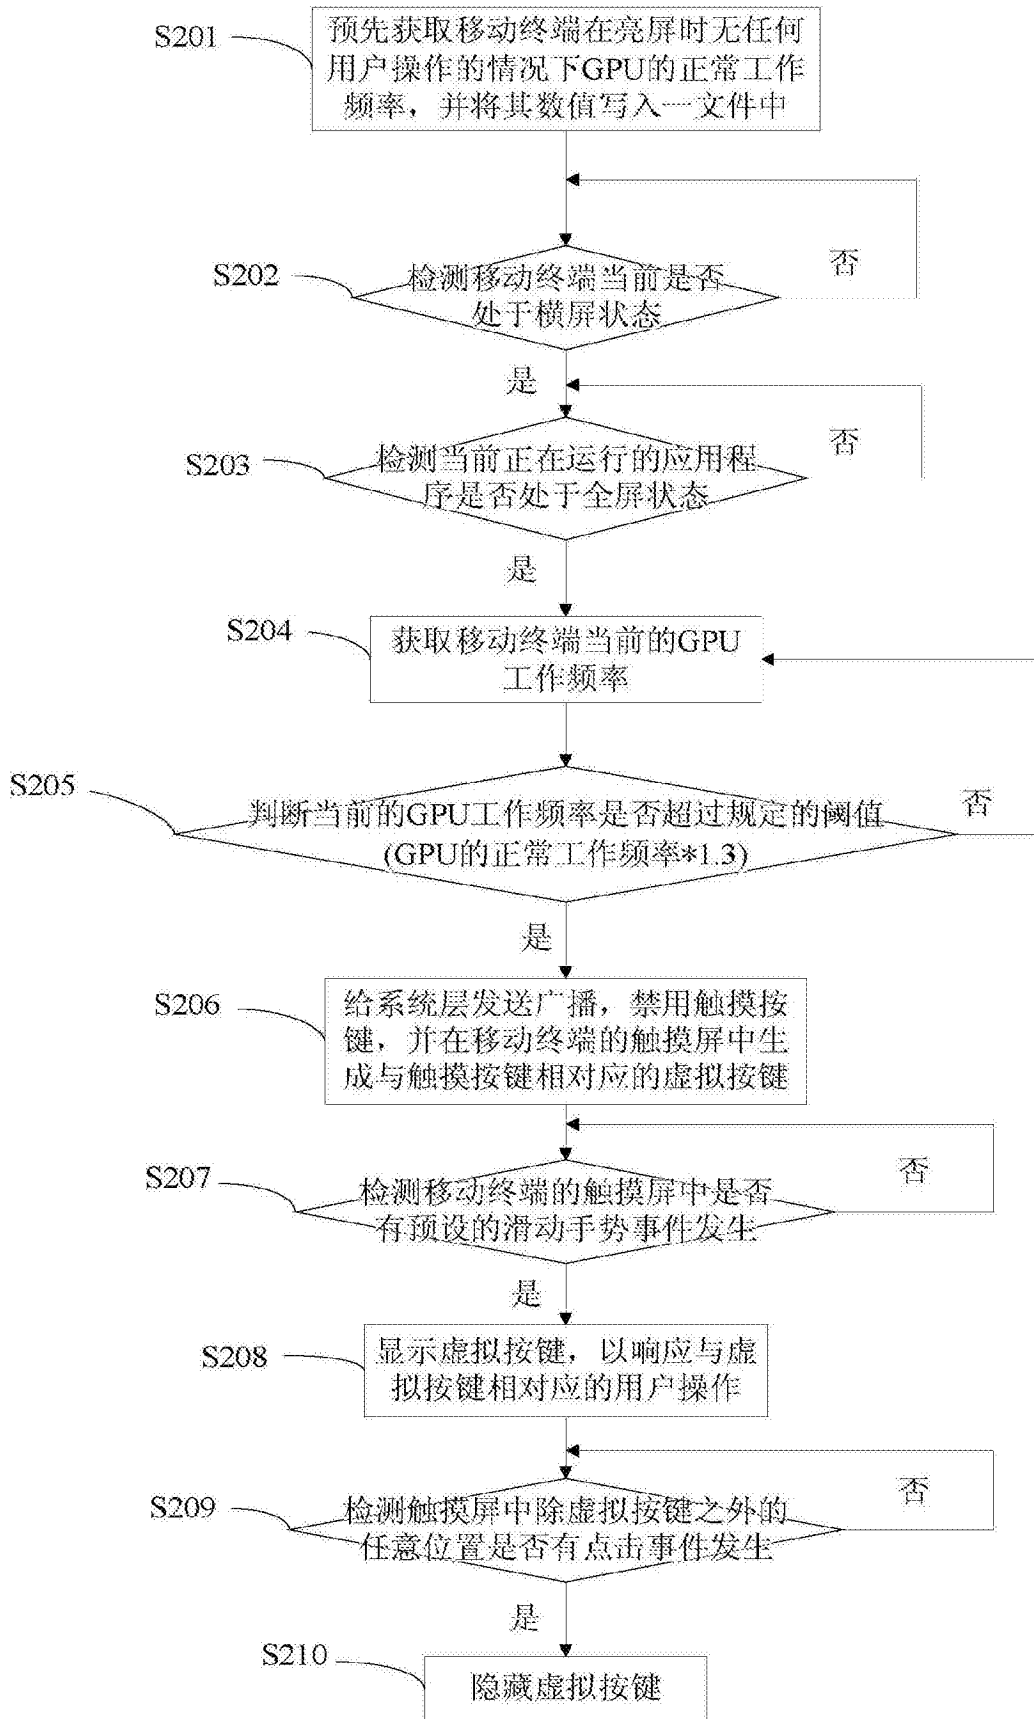 S201
预先获取移动终端在亮屏时无任何
用户操作的情况下GPU的正常工作
频率，并将其数值写入一文件中
S202
检测移动终端当前是否
处于横屏状态
否
是
S203
检测当前正在运行的应用程
序是否处于全屏状态
否
是
S204
获取移动终端当前的GPU
工作频率
S205
判断当前的GPU工作频率是否超过规定的阈值
(GPU的正常工作频率*1.3)
否
是
S206
给系统层发送广播，禁用触摸按
键，并在移动终端的触摸屏中生
成与触摸按键相对应的虚拟按键
S207
检测移动终端的触摸屏中是否
有预设的滑动手势事件发生
否
是
S208
显示虚拟按键，以响应与虚
拟按键相对应的用户操作
S209
检测触摸屏中除虚拟按键之外的
任意位置是否有点击事件发生
否
是
S210
隐藏虚拟按键